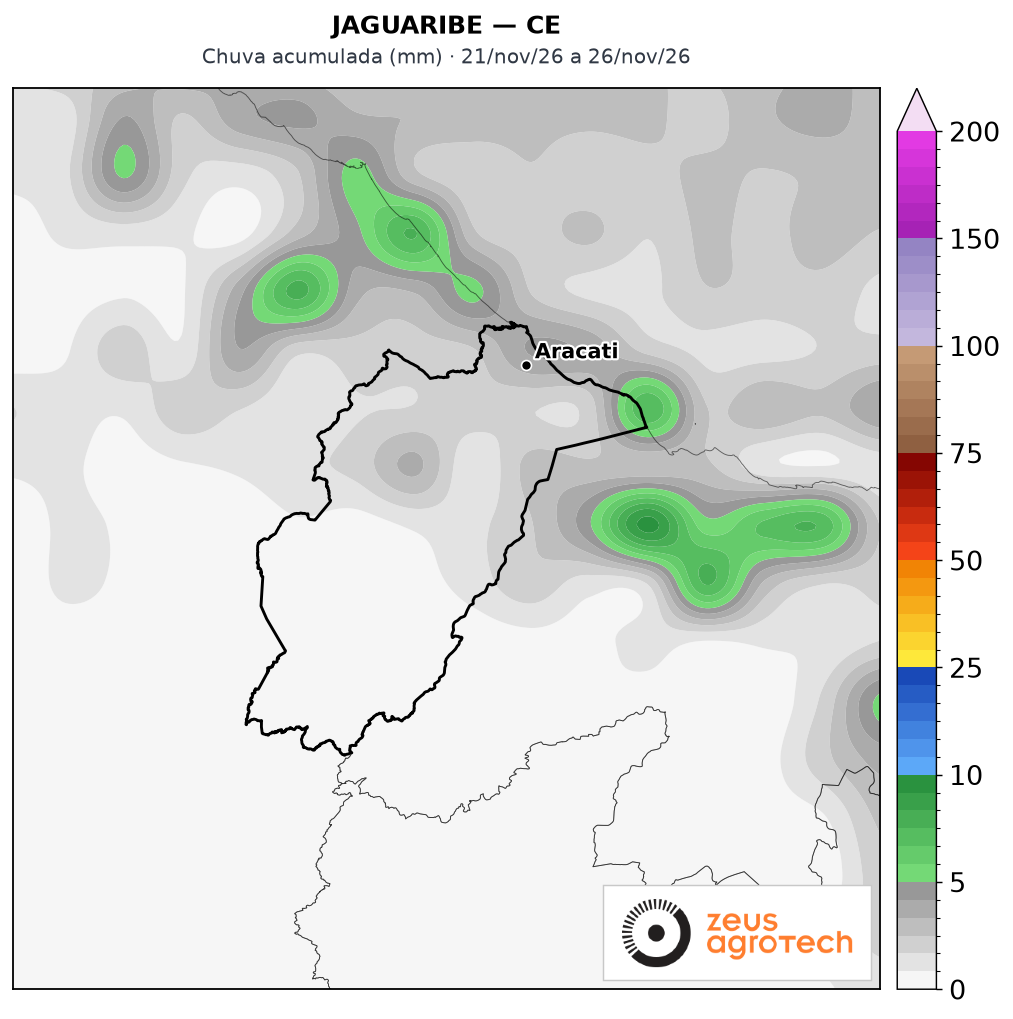 JAGUARIBE — CE
Chuva acumulada (mm) · 21/nov/26 a 26/nov/26
Aracati
200
150
100
75
50
25
10
5
0
zeus
agrotech